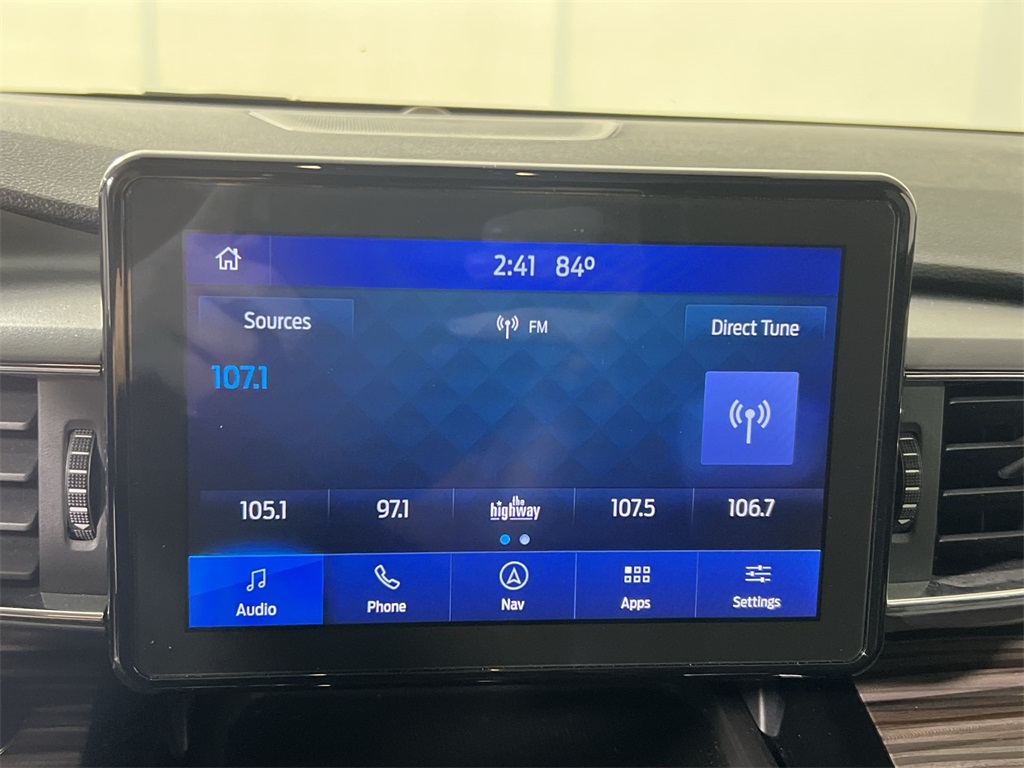 2:41 84º
Sources
FM
Direct Tune
107.1
105.1
97.1
the highway
107.5
106.7
Audio
Phone
Nav
Apps
Settings